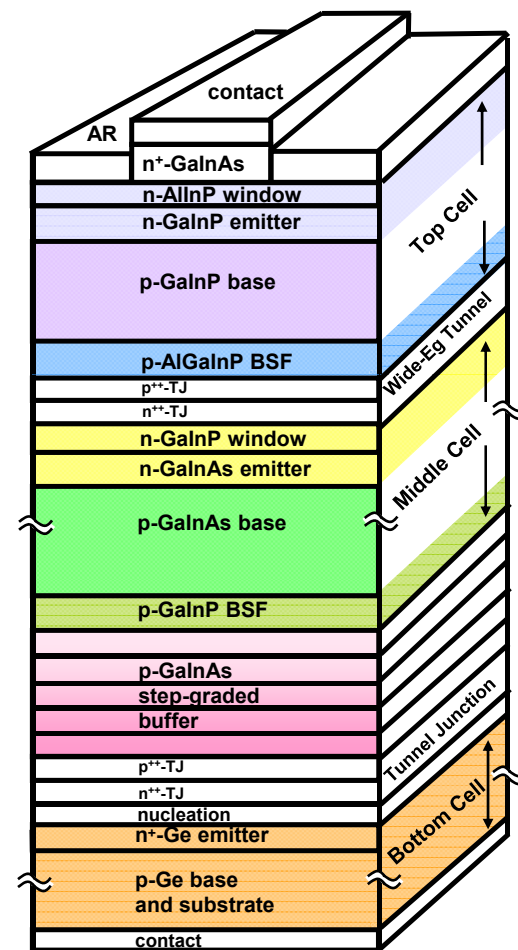 contact
AR
n⁺-GaInAs
n-AlInP window
n-GaInP emitter
p-GaInP base
p-AlGaInP BSF
p⁺⁺-TJ
n⁺⁺-TJ
n-GaInP window
n-GaInAs emitter
p-GaInAs base
p-GaInP BSF
p-GaInAs
step-graded
buffer
p⁺⁺-TJ
n⁺⁺-TJ
nucleation
n⁺-Ge emitter
p-Ge base
and substrate
contact
Top Cell
Wide-Eg Tunnel
Middle Cell
Tunnel Junction
Bottom Cell